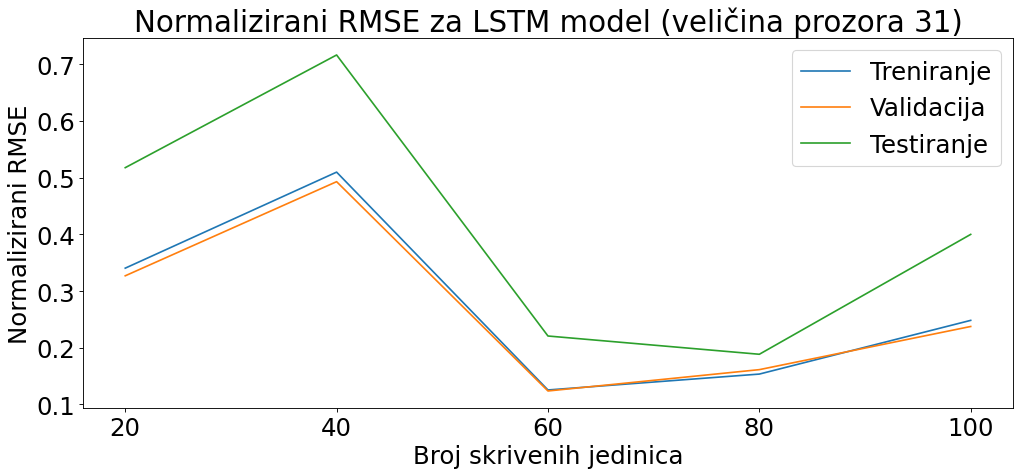 Normalizirani RMSE za LSTM model (veličina prozora 31)
Normalizirani RMSE
0.7
0.6
0.5
0.4
0.3
0.2
0.1
Treniranje
Validacija
Testiranje
20 40 60 80 100
Broj skrivenih jedinica